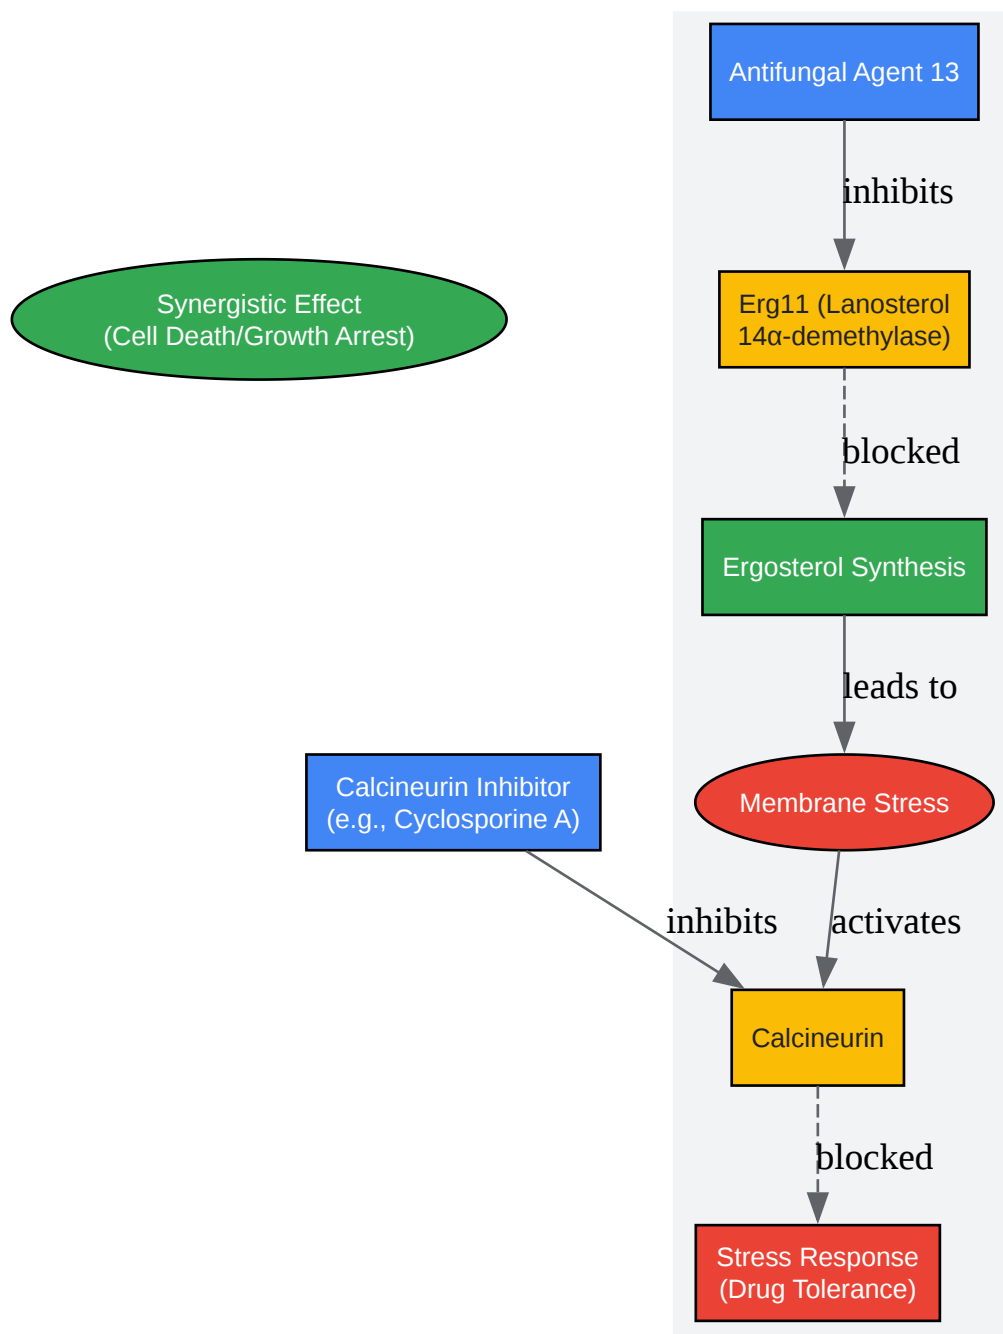 Antifungal Agent 13
inhibits
Synergistic Effect
(Cell Death/Growth Arrest)
Erg11 (Lanosterol
14α-demethylase)
blocked
Ergosterol Synthesis
leads to
Calcineurin Inhibitor
(e.g., Cyclosporine A)
Membrane Stress
inhibits
activates
Calcineurin
blocked
Stress Response
(Drug Tolerance)